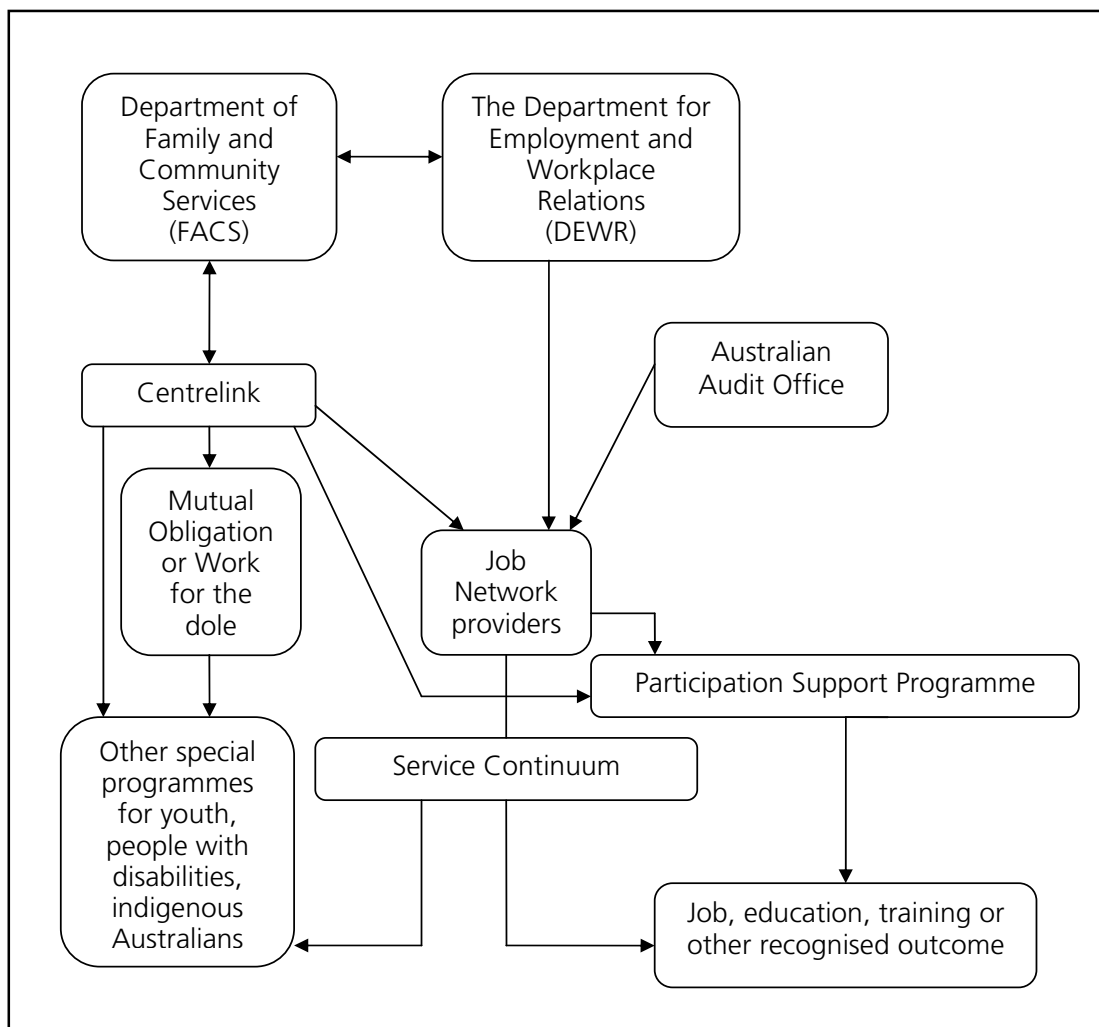 Department of
Family and
Community
Services
(FACS)
The Department for
Employment and
Workplace
Relations
(DEWR)
Australian
Audit Office
Centrelink
Mutual
Obligation
or Work
for the
dole
Job
Network
providers
Participation Support Programme
Service Continuum
Other special
programmes
for youth,
people with
disabilities,
indigenous
Australians
Job, education, training or
other recognised outcome